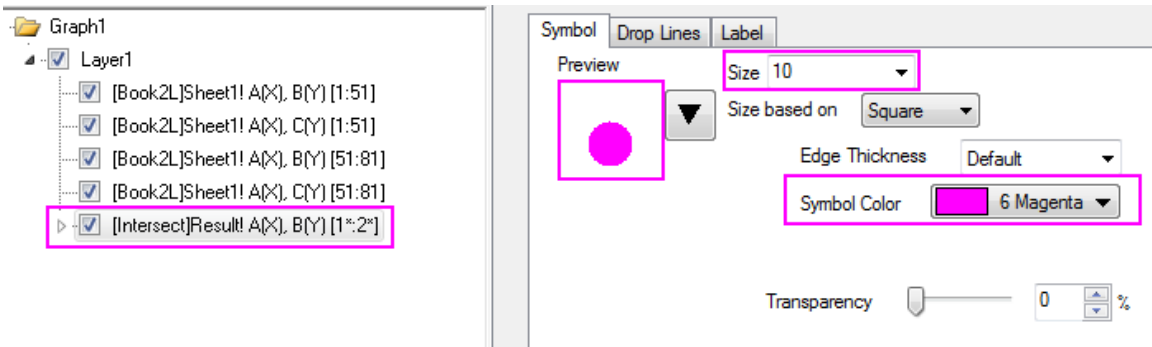 Graph1
Layer1
[Book2L]Sheet1! A(X), B(Y) [1:51]
[Book2L]Sheet1! A(X), C(Y) [1:51]
[Book2L]Sheet1! A(X), B(Y) [51:81]
[Book2L]Sheet1! A(X), C(Y) [51:81]
[Intersect]Result! A(X), B(Y) [1*:2*]
Symbol Drop Lines Label
Preview
Size 10
Size based on Square
Edge Thickness Default
Symbol Color 6 Magenta
Transparency 0 %